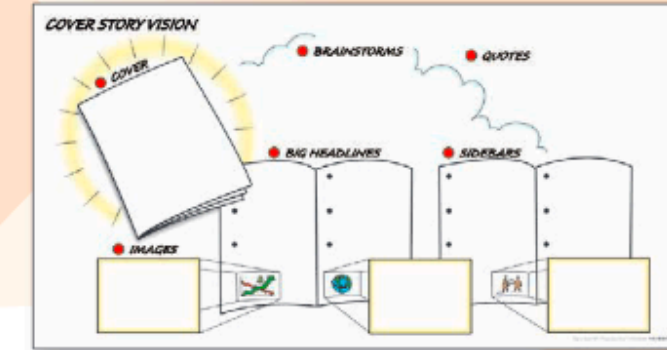 COVER STORY VISION
BRAINSTORMS
QUOTES
COVER
BIG HEADLINES
SIDEBARS
IMAGES